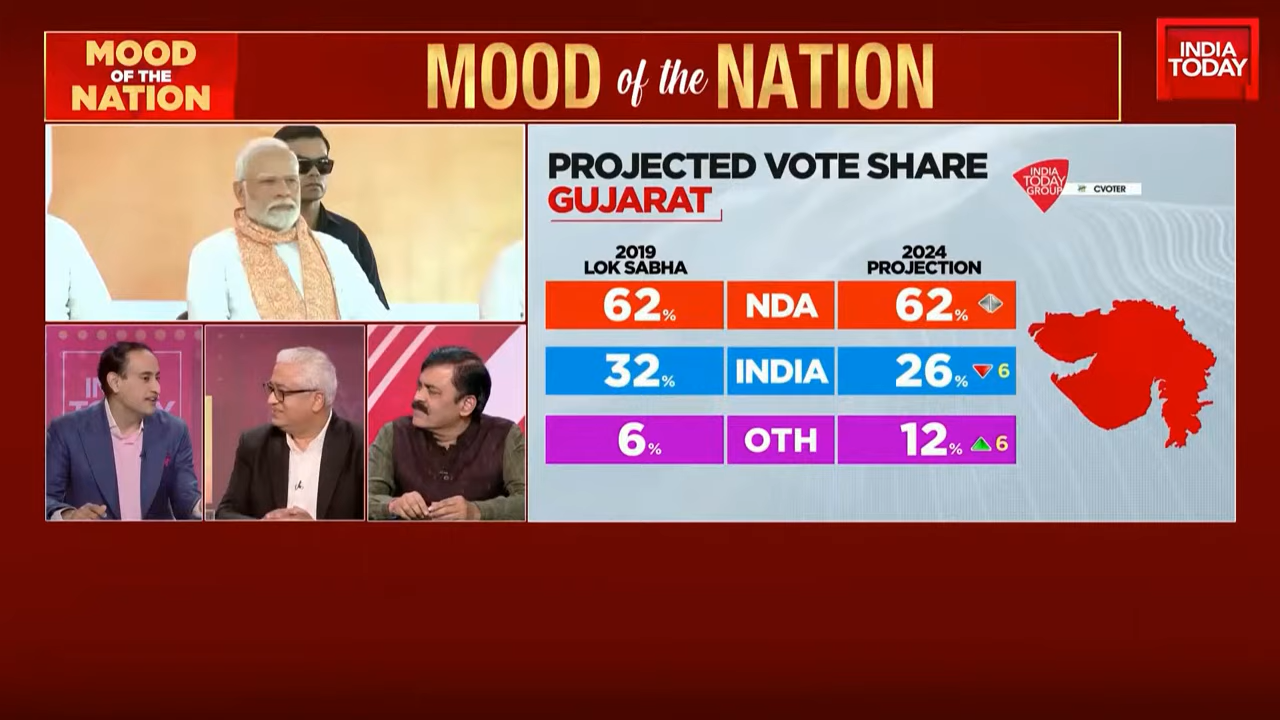 MOOD
OF THE
NATION
MOOD of the NATION
INDIA
TODAY
PROJECTED VOTE SHARE
GUJARAT
INDIA
TODAY
GROUP
CVOTER
2019
LOK SABHA
2024
PROJECTION
62% NDA 62%
32% INDIA 26% 6
6% OTH 12% 6